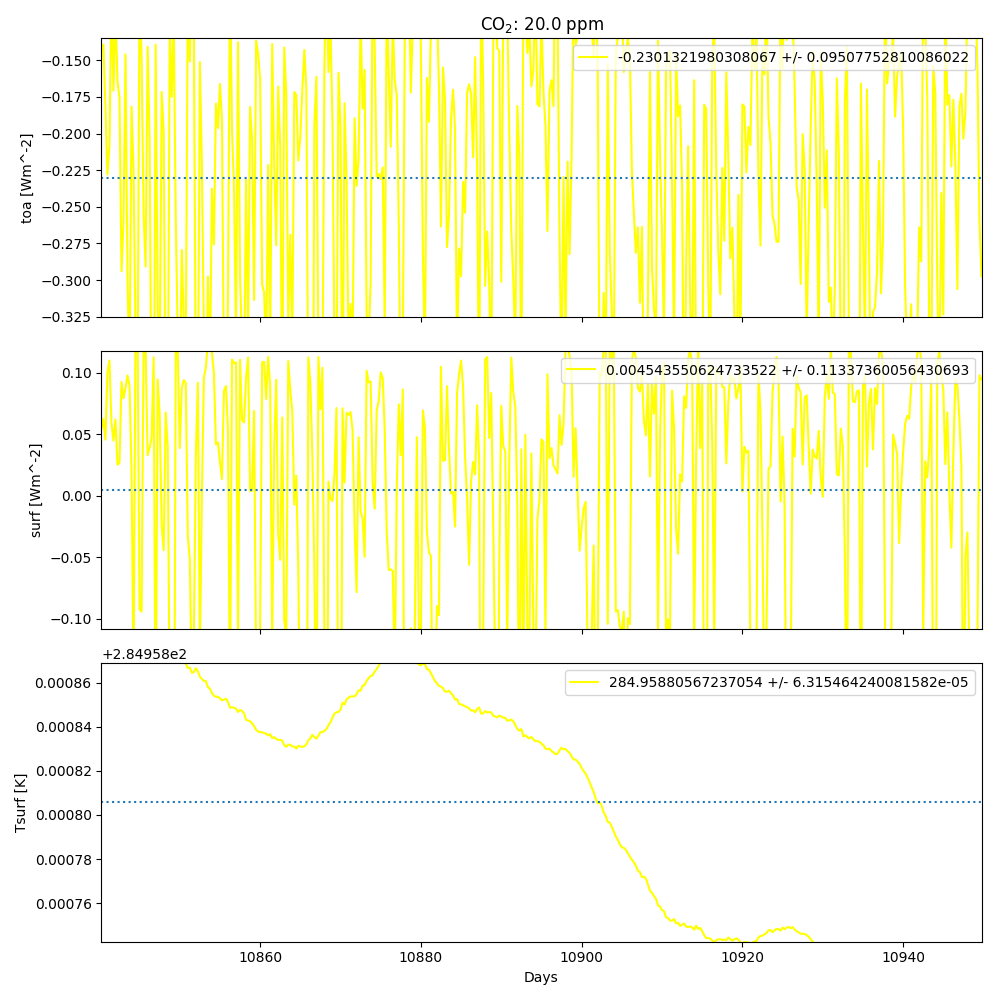 CO2: 20.0 ppm
-0.2301321980308067 +/- 0.09507752810086022
−0.150
−0.175
−0.200
−0.225
−0.250
−0.275
−0.300
−0.325
toa [Wm^-2]
0.004543550624733522 +/- 0.11337360056430693
0.10
0.05
0.00
−0.05
−0.10
surf [Wm^-2]
+2.84958e2
284.95880567237054 +/- 6.315464240081582e-05
0.00086
0.00084
0.00082
0.00080
0.00078
0.00076
Tsurf [K]
10860 10880 10900 10920 10940
Days